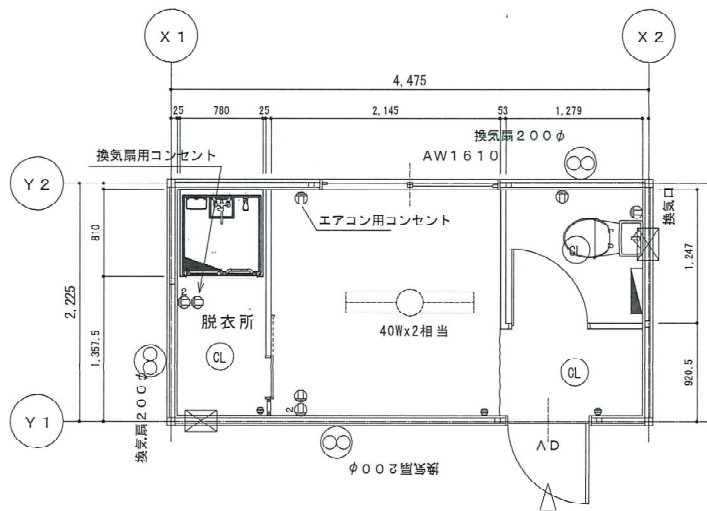 X1
X2
4,475
25
780
25
2,145
53
1,279
換気扇200φ
換気扇用コンセント
AW1610
Y2
エアコン用コンセント
換気口
810
CL
1,247
2,225
2
脱衣所
40Wx2相当
1,357.5
CL
CL
920.5
2
Y1
換気扇200φ
換気扇200φ
AD